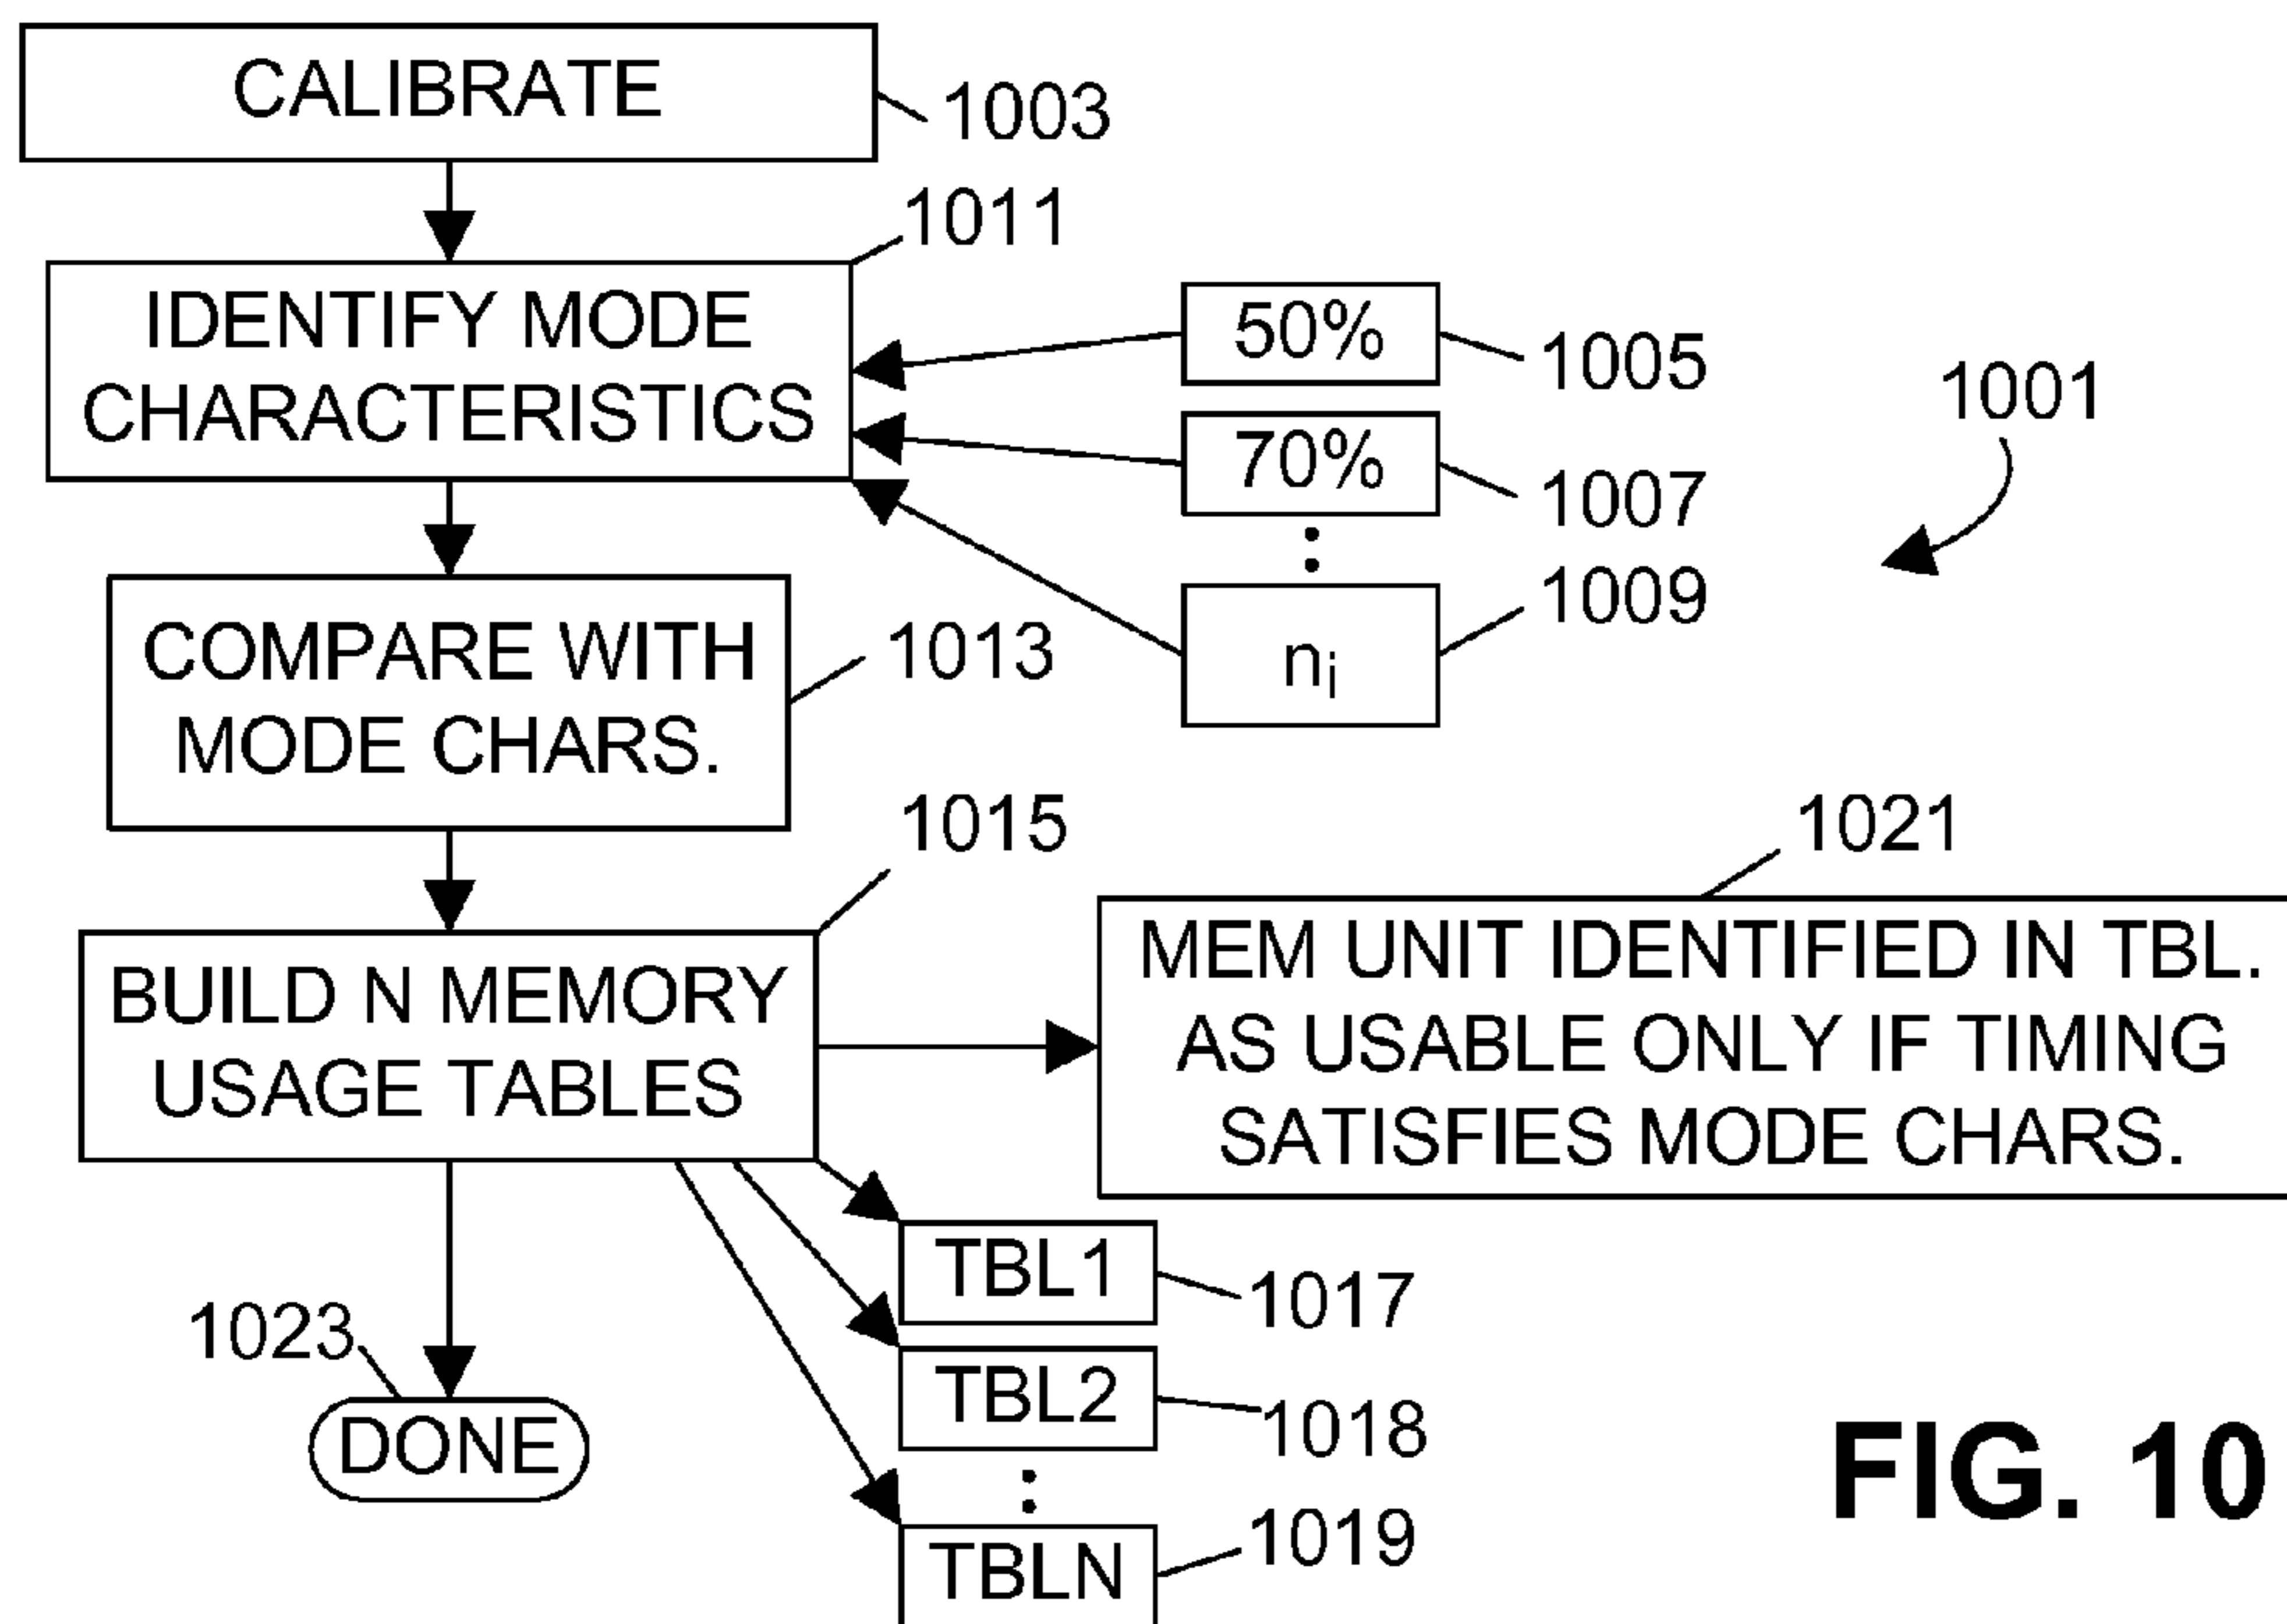 CALIBRATE
1003
1011
IDENTIFY MODE
CHARACTERISTICS
50%
1005
70%
1007
1001
nᵢ
1009
COMPARE WITH
MODE CHARS.
1013
1015
BUILD N MEMORY
USAGE TABLES
1021
MEM UNIT IDENTIFIED IN TBL.
AS USABLE ONLY IF TIMING
SATISFIES MODE CHARS.
TBL1
1017
TBL2
1018
:
TBLN
1019
1023
DONE
FIG. 10